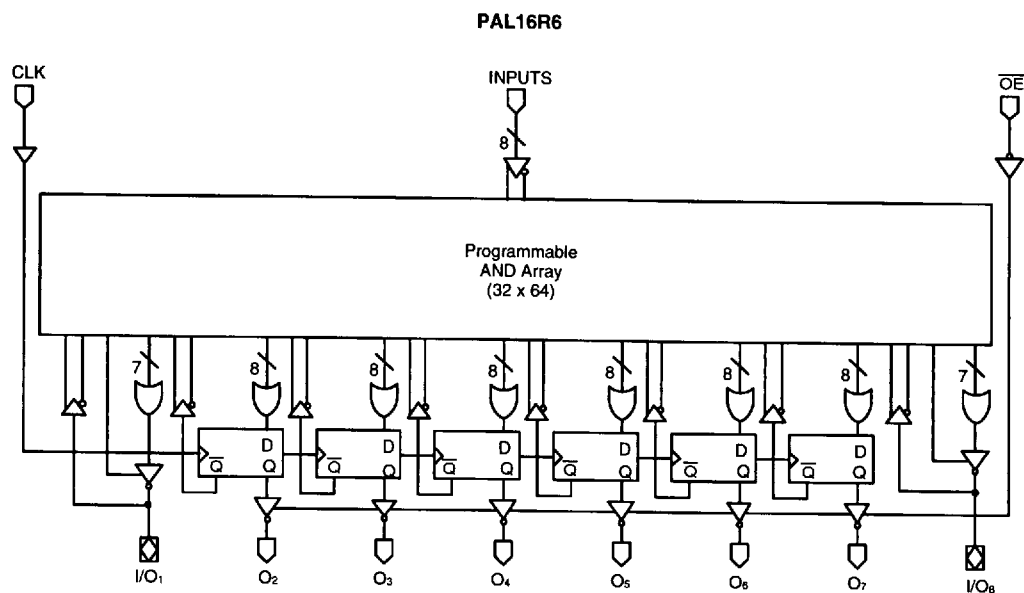 PAL16R6
CLK
INPUTS
O̅E̅
8
Programmable
AND Array
(32 x 64)
7 8 8 8 8 8 8 7
D D D D D D
Q̅ Q Q̅ Q Q̅ Q Q̅ Q Q̅ Q Q̅ Q
I/O₁ O₂ O₃ O₄ O₅ O₆ O₇ I/O₈